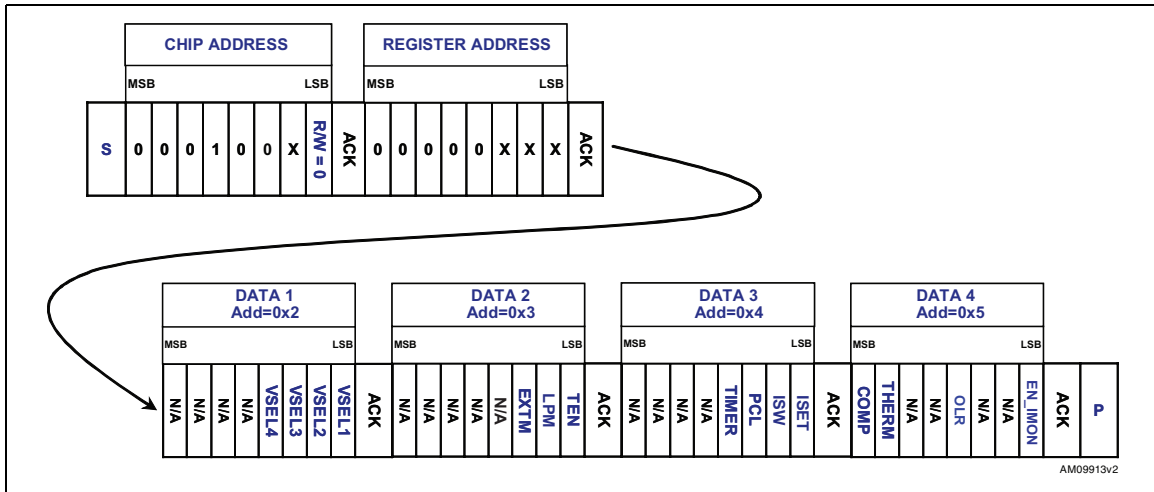 CHIP ADDRESS REGISTER ADDRESS
MSB LSB MSB LSB
S 0 0 0 1 0 0 X R/W = 0 ACK 0 0 0 0 0 X X X ACK
DATA 1 DATA 2 DATA 3 DATA 4
Add=0x2 Add=0x3 Add=0x4 Add=0x5
MSB LSB MSB LSB MSB LSB MSB LSB
N/A N/A N/A N/A VSEL4 VSEL3 VSEL2 VSEL1 ACK N/A N/A N/A N/A N/A EXTM LPM TEN ACK N/A N/A N/A N/A TIMER PCL ISW ISET ACK COMP THERM N/A N/A OLR N/A N/A EN_IMON ACK P
AM09913v2